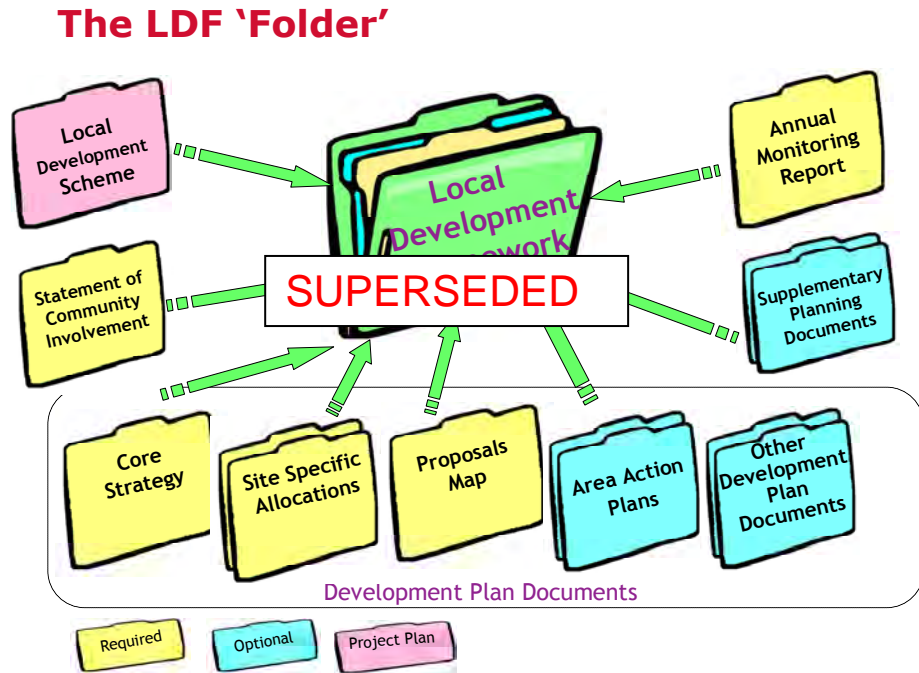 The LDF ‘Folder’
Local
Development
Scheme
Annual
Monitoring
Report
Local
Development
SUPERSEDED
Statement of
Community
Involvement
Supplementary
Planning
Documents
Core
Strategy
Site Specific
Allocations
Proposals
Map
Area Action
Plans
Other
Development
Plan
Documents
Development Plan Documents
Required
Optional
Project Plan